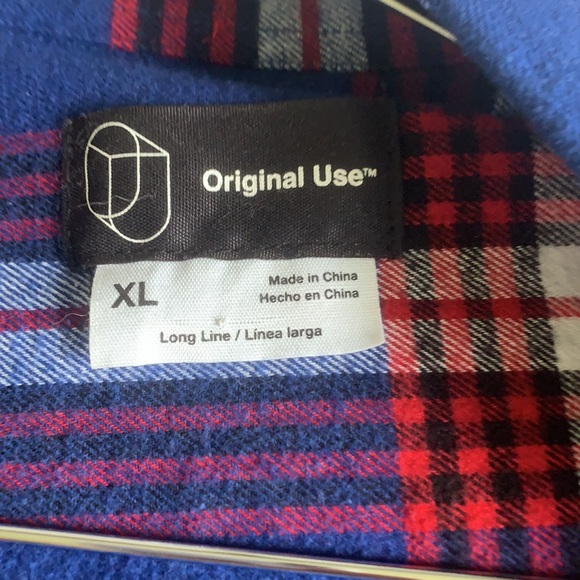 Original Use™
XL
Made in China
Hecho en China
Long Line / Línea larga